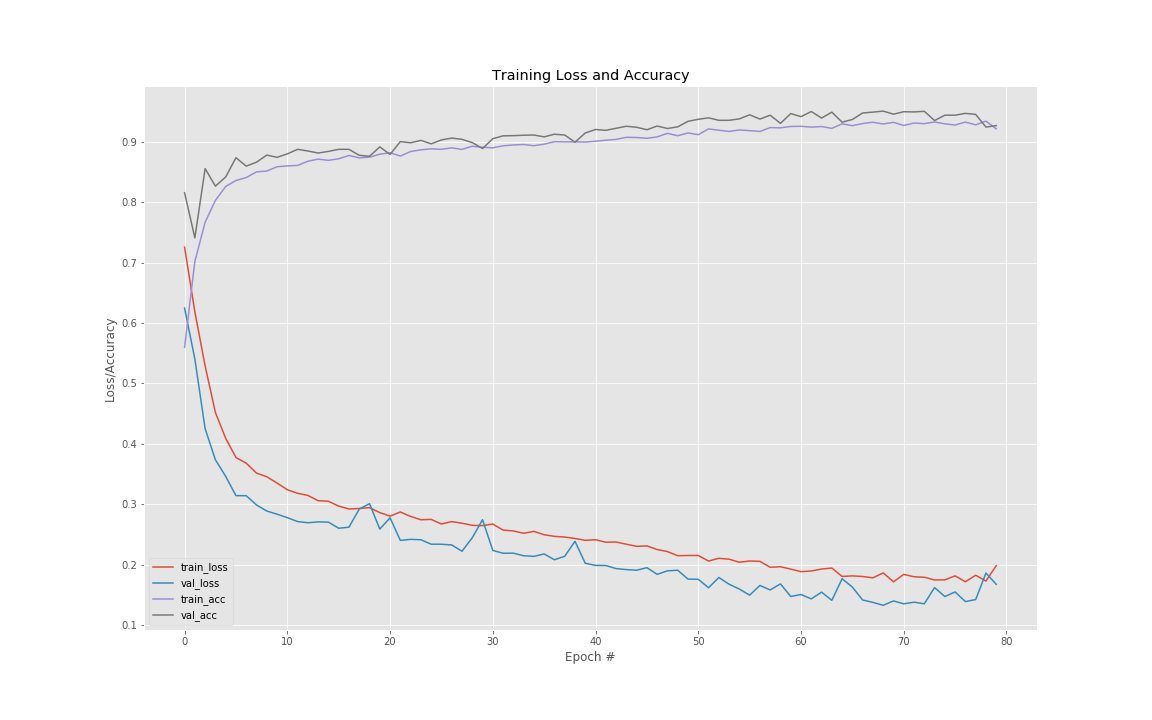 Training Loss and Accuracy
Loss/Accuracy
0.9
0.8
0.7
0.6
0.5
0.4
0.3
0.2
0.1
train_loss
val_loss
train_acc
val_acc
0 10 20 30 40 50 60 70 80
Epoch #